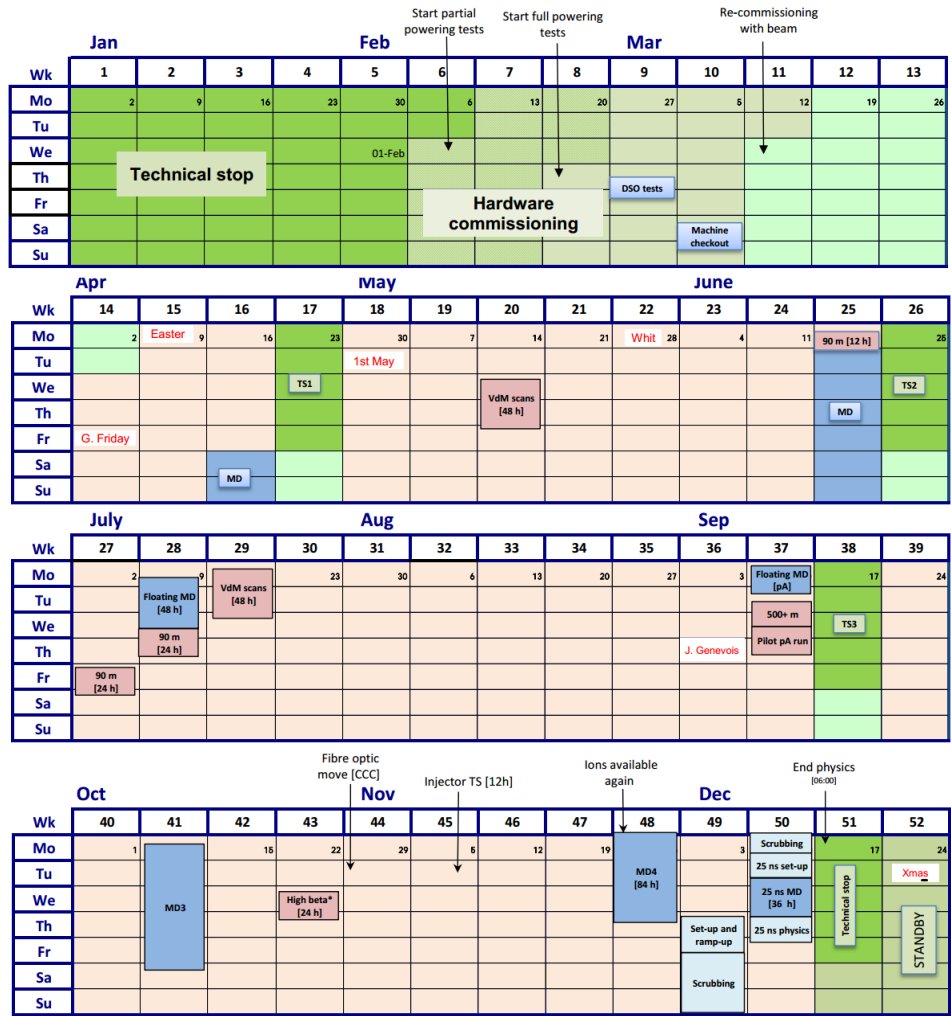 Start partial
powering tests
Start full powering
tests
Re-commissioning
with beam
Jan Feb Mar
Wk 1 2 3 4 5 6 7 8 9 10 11 12 13
Mo 2 9 16 23 30 6 13 20 27 5 12 19 26
Tu
We 01-Feb
Th
Fr
Sa
Su
Technical stop
Hardware
commissioning
DSO tests
Machine
checkout
Apr May June
Wk 14 15 16 17 18 19 20 21 22 23 24 25 26
Mo 2 Easter 9 16 23 30 7 14 21 Whit 28 4 11 90 m [12 h] 25
Tu 1st May
We TS1 TS2
VdM scans
[48 h]
Th MD
Fr G. Friday
Sa MD
Su
July Aug Sep
Wk 27 28 29 30 31 32 33 34 35 36 37 38 39
Mo 2 9 23 30 6 13 20 27 3 17 24
Tu
We
Th
Fr
Sa
Su
Floating MD
[48 h]
90 m
[24 h]
90 m
[24 h]
VdM scans
[48 h]
J. Genevois
Floating MD
[pA]
500+ m
Pilot pA run
TS3
Fibre optic
move [CCC]
Injector TS [12h]
Ions available
again
End physics
[06:00]
Oct Nov Dec
Wk 40 41 42 43 44 45 46 47 48 49 50 51 52
Mo 1 15 22 29 5 12 19 3 17 24
Tu
We
Th
Fr
Sa
Su
MD3
High beta*
[24 h]
MD4
[84 h]
Set-up and
ramp-up
Scrubbing
Scrubbing
25 ns set-up
25 ns MD
[36 h]
25 ns physics
Technical stop
Xmas
STANDBY